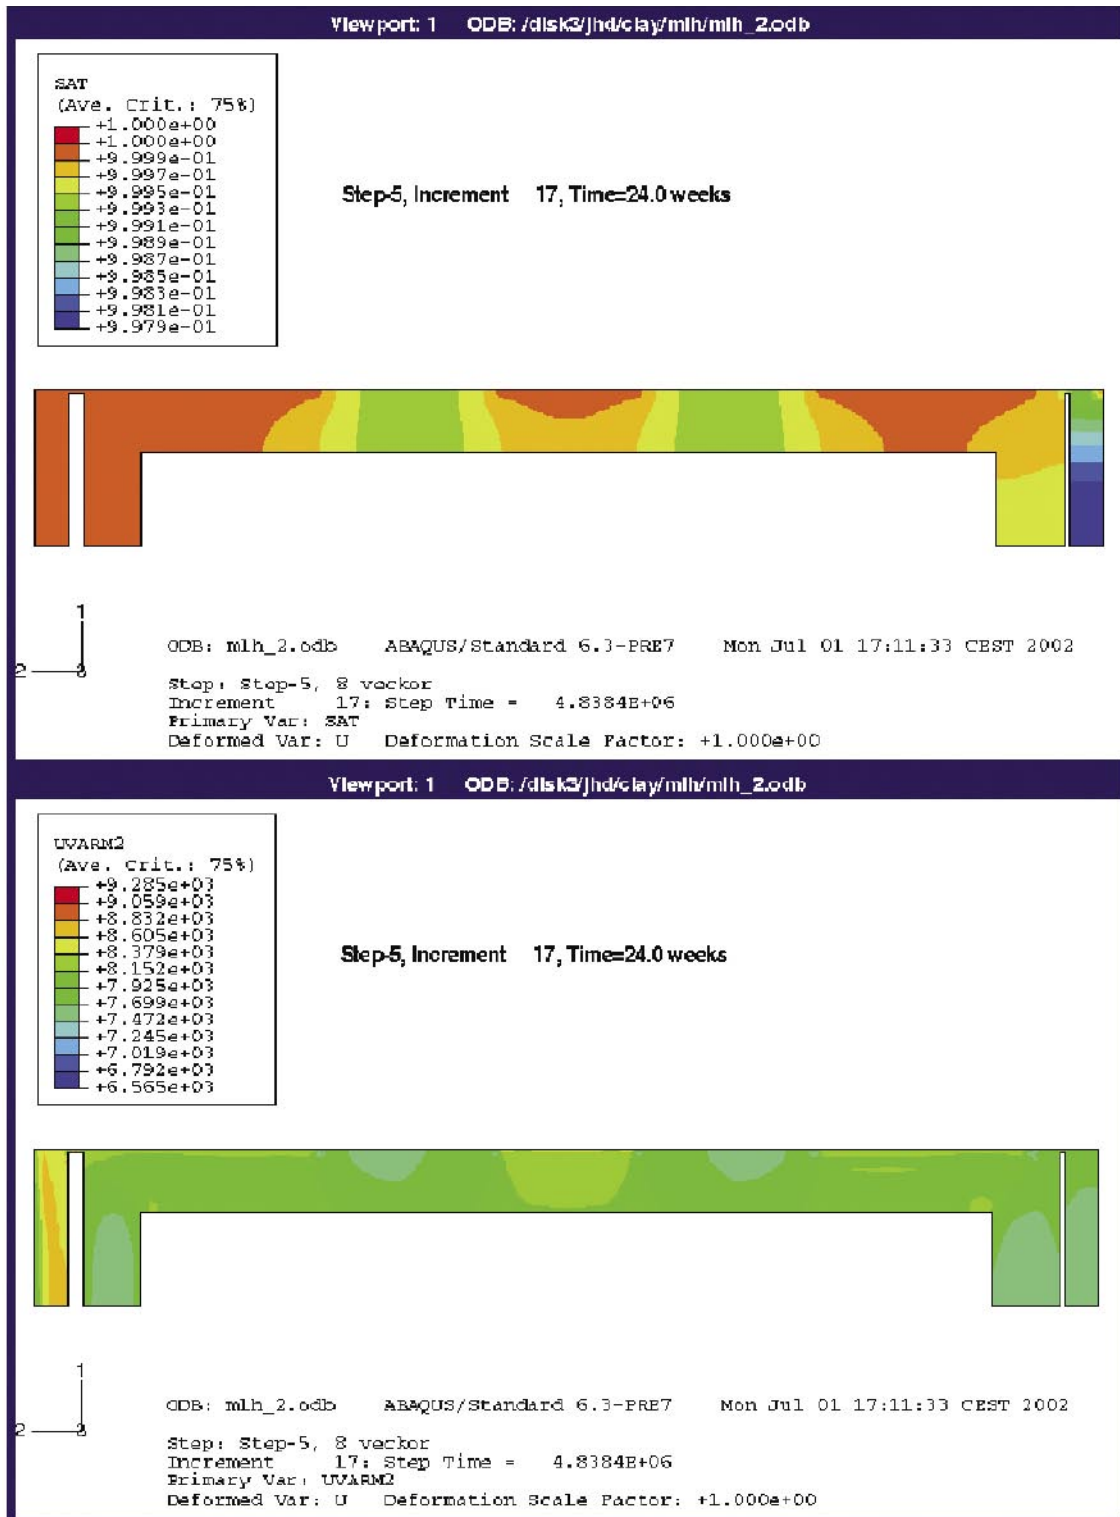 Viewport: 1 ODB: /disk3/jhd/clay/mlh/mlh_2.odb
SAT
(Ave. Crit.: 75%)
+1.000e+00
+1.000e+00
+9.999e-01
+9.997e-01
+9.995e-01
+9.993e-01
+9.991e-01
+9.989e-01
+9.987e-01
+9.985e-01
+9.983e-01
+9.981e-01
+9.979e-01
Step-5, Increment 17, Time=24.0 weeks
1
2 3
ODB: mlh_2.odb ABAQUS/Standard 6.3-PRE7 Mon Jul 01 17:11:33 CEST 2002
Step: Step-5, 8 veckor
Increment 17: Step Time = 4.8384E+06
Primary Var: SAT
Deformed Var: U Deformation Scale Factor: +1.000e+00
Viewport: 1 ODB: /disk3/jhd/clay/mlh/mlh_2.odb
UVARM2
(Ave. Crit.: 75%)
+9.285e+03
+9.059e+03
+8.832e+03
+8.605e+03
+8.379e+03
+8.152e+03
+7.925e+03
+7.699e+03
+7.472e+03
+7.245e+03
+7.019e+03
+6.792e+03
+6.565e+03
Step-5, Increment 17, Time=24.0 weeks
1
2 3
ODB: mlh_2.odb ABAQUS/Standard 6.3-PRE7 Mon Jul 01 17:11:33 CEST 2002
Step: Step-5, 8 veckor
Increment 17: Step Time = 4.8384E+06
Primary Var: UVARM2
Deformed Var: U Deformation Scale Factor: +1.000e+00